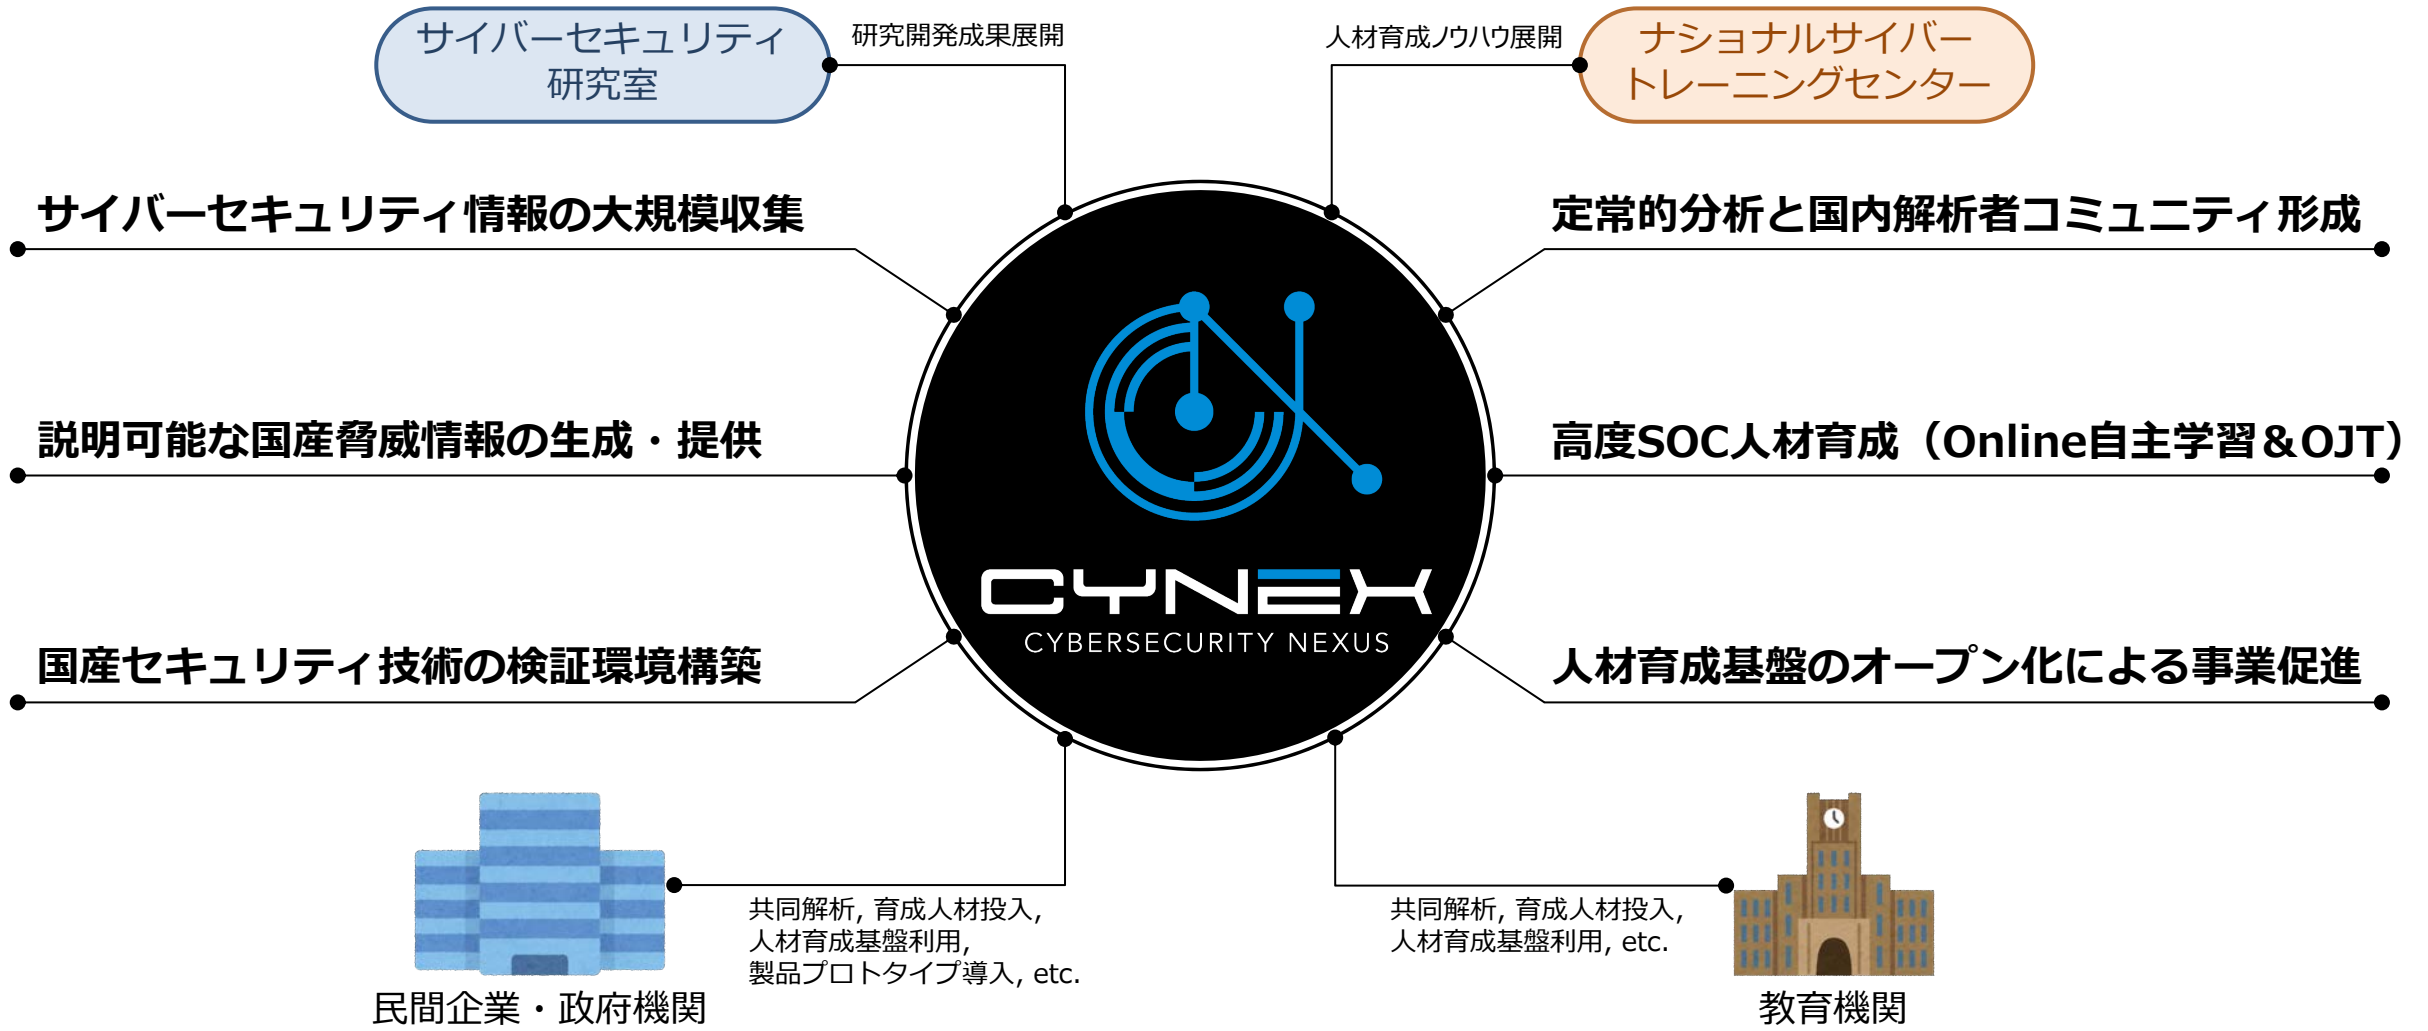 サイバーセキュリティ
研究室
研究開発成果展開
人材育成ノウハウ展開
ナショナルサイバー
トレーニングセンター
サイバーセキュリティ情報の大規模収集
定常的分析と国内解析者コミュニティ形成
説明可能な国産脅威情報の生成・提供
高度SOC人材育成（Online自主学習＆OJT）
CYNEX
CYBERSECURITY NEXUS
国産セキュリティ技術の検証環境構築
人材育成基盤のオープン化による事業促進
共同解析, 育成人材投入,
人材育成基盤利用,
製品プロトタイプ導入, etc.
民間企業・政府機関
共同解析, 育成人材投入,
人材育成基盤利用, etc.
教育機関